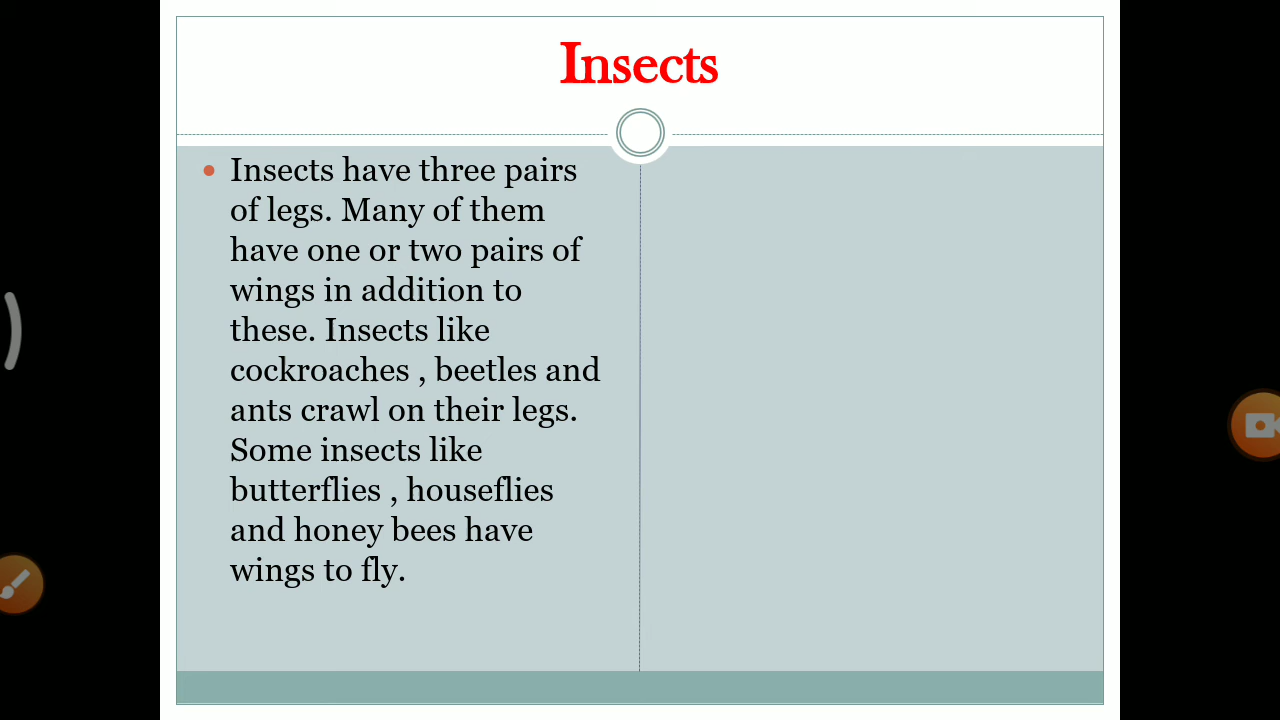 Insects
• Insects have three pairs
of legs. Many of them
have one or two pairs of
wings in addition to
these. Insects like
cockroaches , beetles and
ants crawl on their legs.
Some insects like
butterflies , houseflies
and honey bees have
wings to fly.